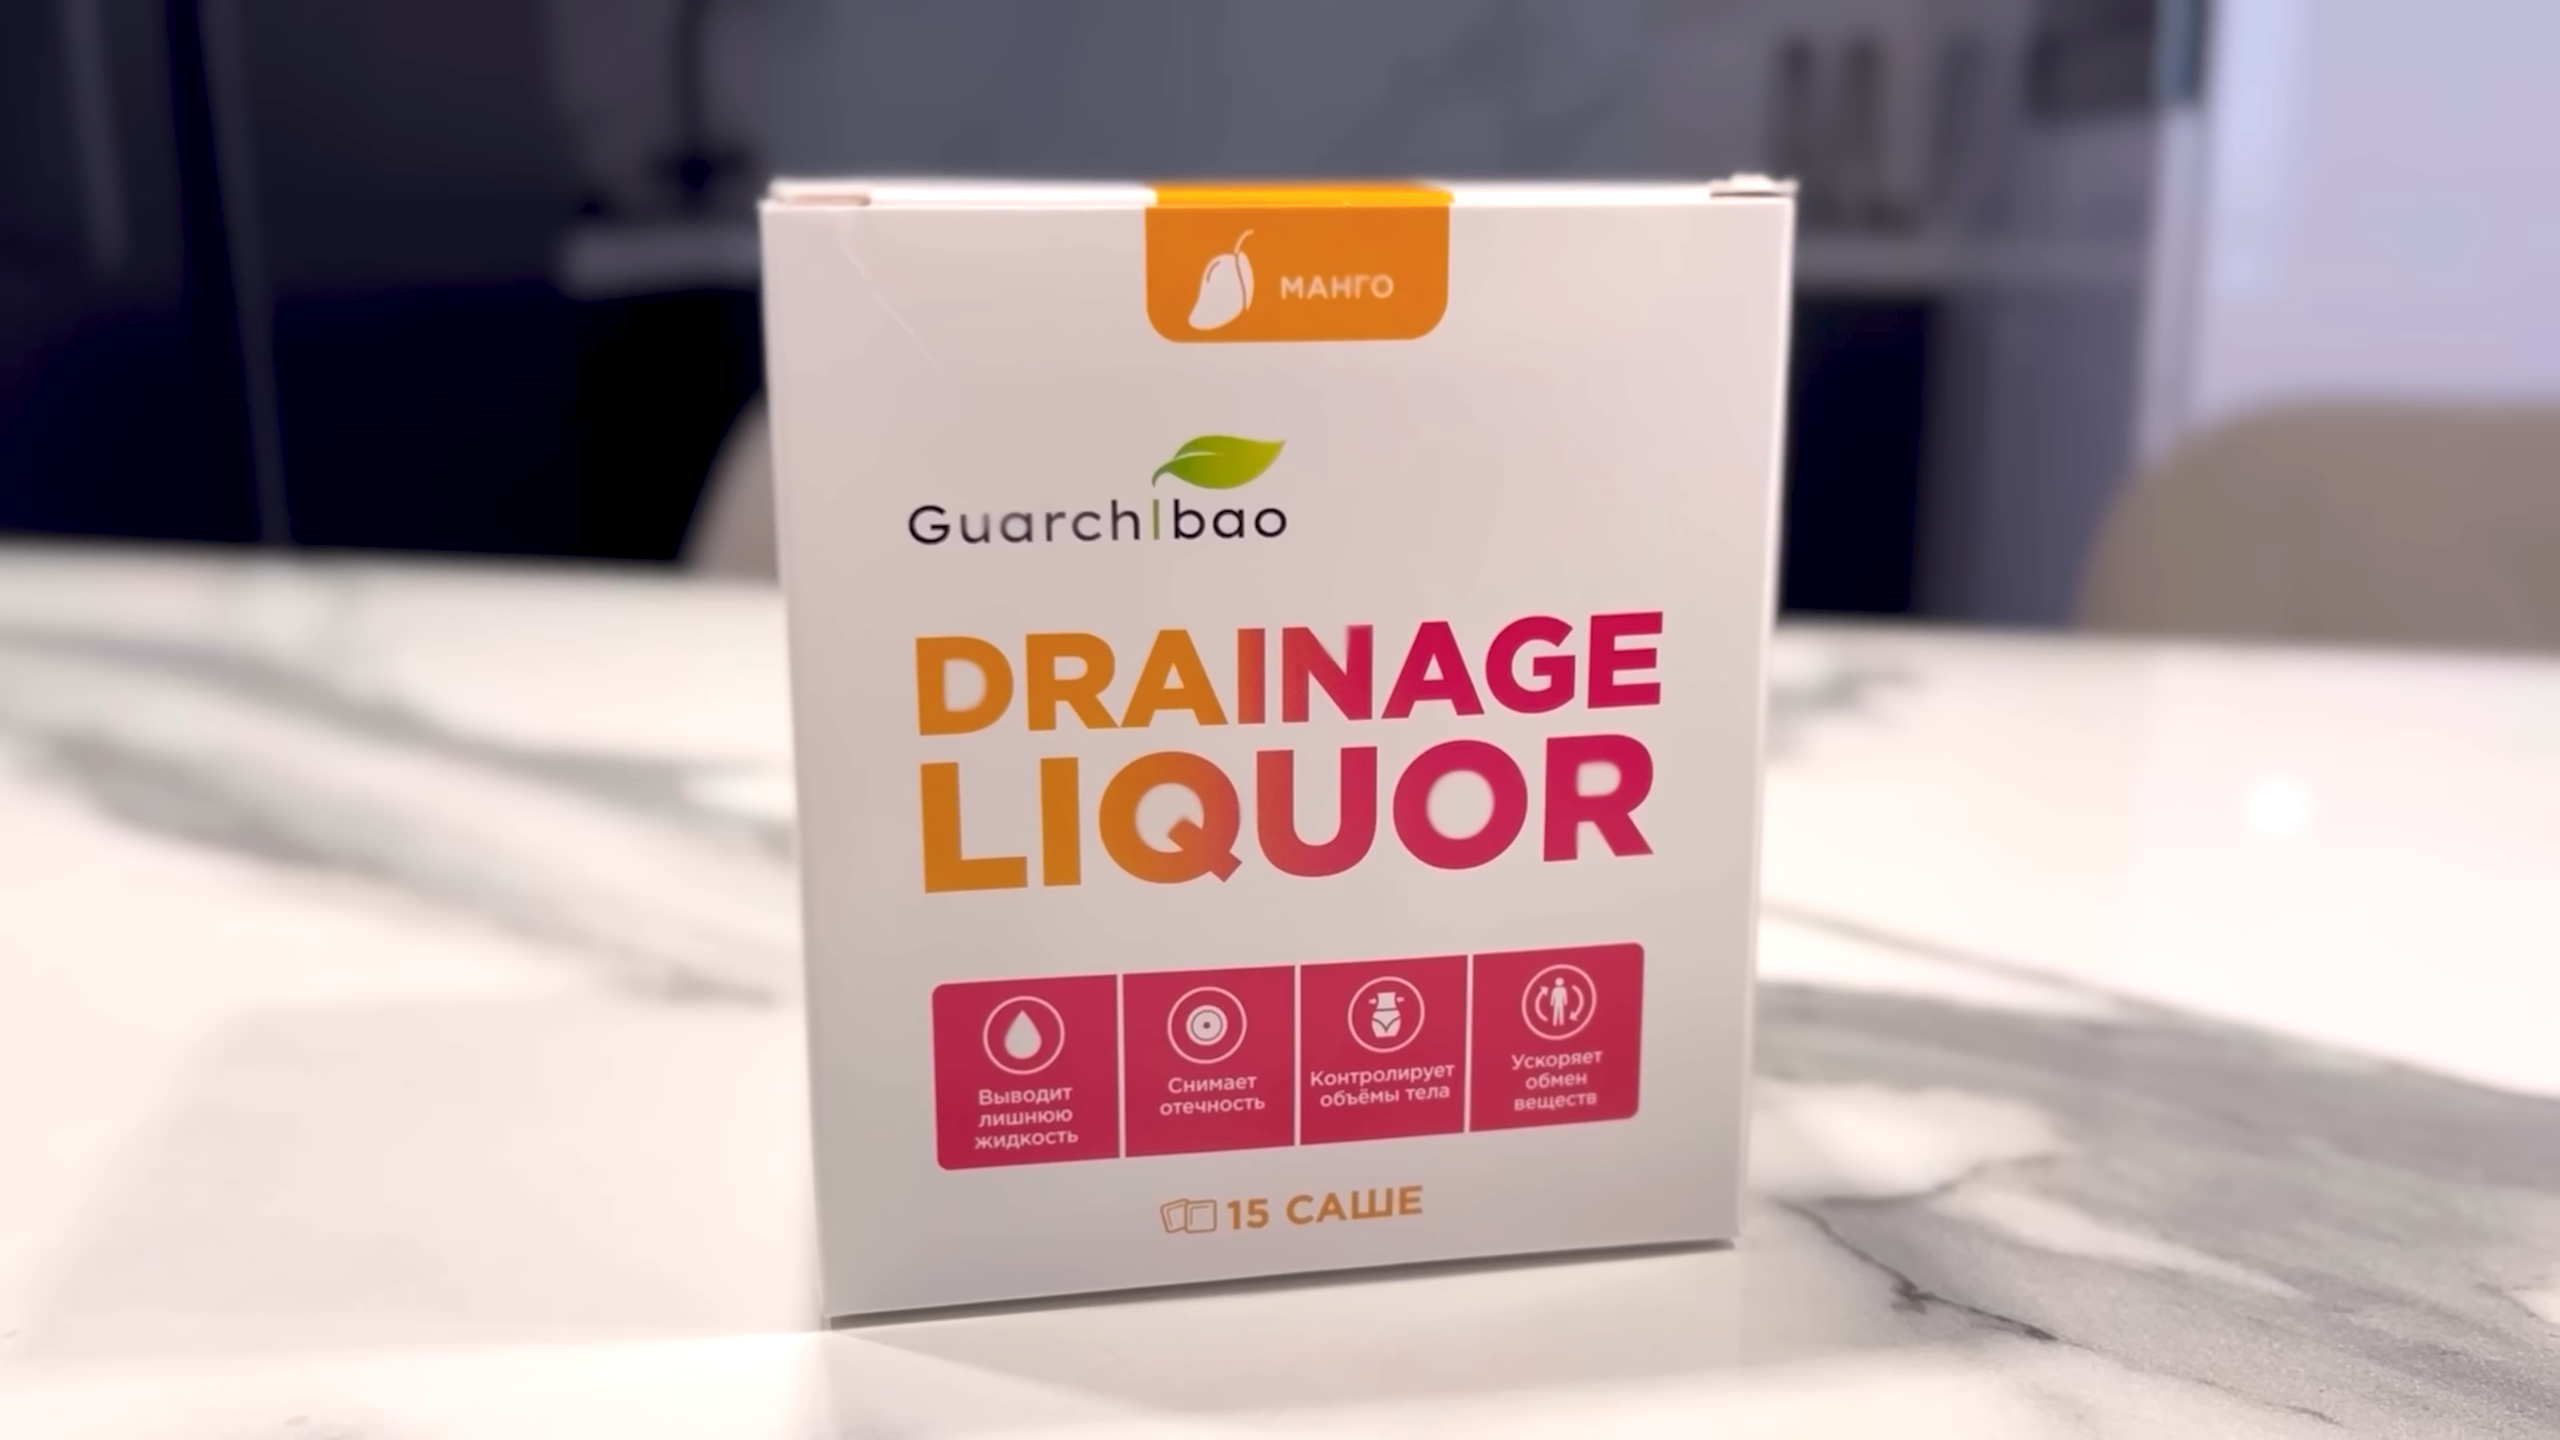 МАНГО
Guarchibao
DRAINAGE
LIQUOR
Выводит
лишнюю
жидкость
Снимает
отечность
Контролирует
объёмы тела
Ускоряет
обмен
веществ
15 САШЕ